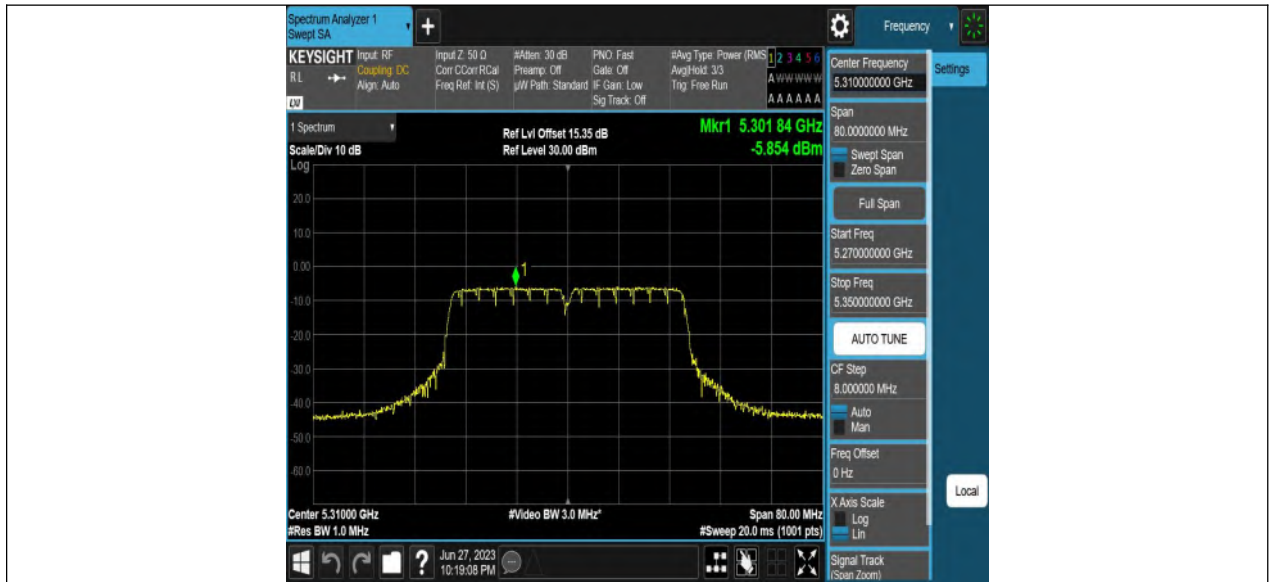 Spectrum Analyzer 1
Swept SA
+
Frequency
KEYSIGHT
RL
LXI
Input: RF
Coupling: DC
Align: Auto
Input Z: 50 Ω
Corr CCorr RCal
Freq Ref: Int (S)
#Atten: 30 dB
Preamp: Off
µW Path: Standard
PNO: Fast
Gate: Off
IF Gain: Low
Sig Track: Off
#Avg Type: Power (RMS
Avg|Hold: 3/3
Trig: Free Run
1 2 3 4 5 6
A W W W W W
A A A A A A
1 Spectrum
Scale/Div 10 dB
Log
Ref Lvl Offset 15.35 dB
Ref Level 30.00 dBm
Mkr1 5.301 84 GHz
-5.854 dBm
20.0
10.0
0.00
-10.0
-20.0
-30.0
-40.0
-50.0
-60.0
1
Center 5.31000 GHz
#Res BW 1.0 MHz
#Video BW 3.0 MHz*
Span 80.00 MHz
#Sweep 20.0 ms (1001 pts)
?
Jun 27, 2023
10:19:08 PM
Center Frequency
5.310000000 GHz
Settings
Span
80.0000000 MHz
Swept Span
Zero Span
Full Span
Start Freq
5.270000000 GHz
Stop Freq
5.350000000 GHz
AUTO TUNE
CF Step
8.000000 MHz
Auto
Man
Freq Offset
0 Hz
Local
X Axis Scale
Log
Lin
Signal Track
(Span Zoom)